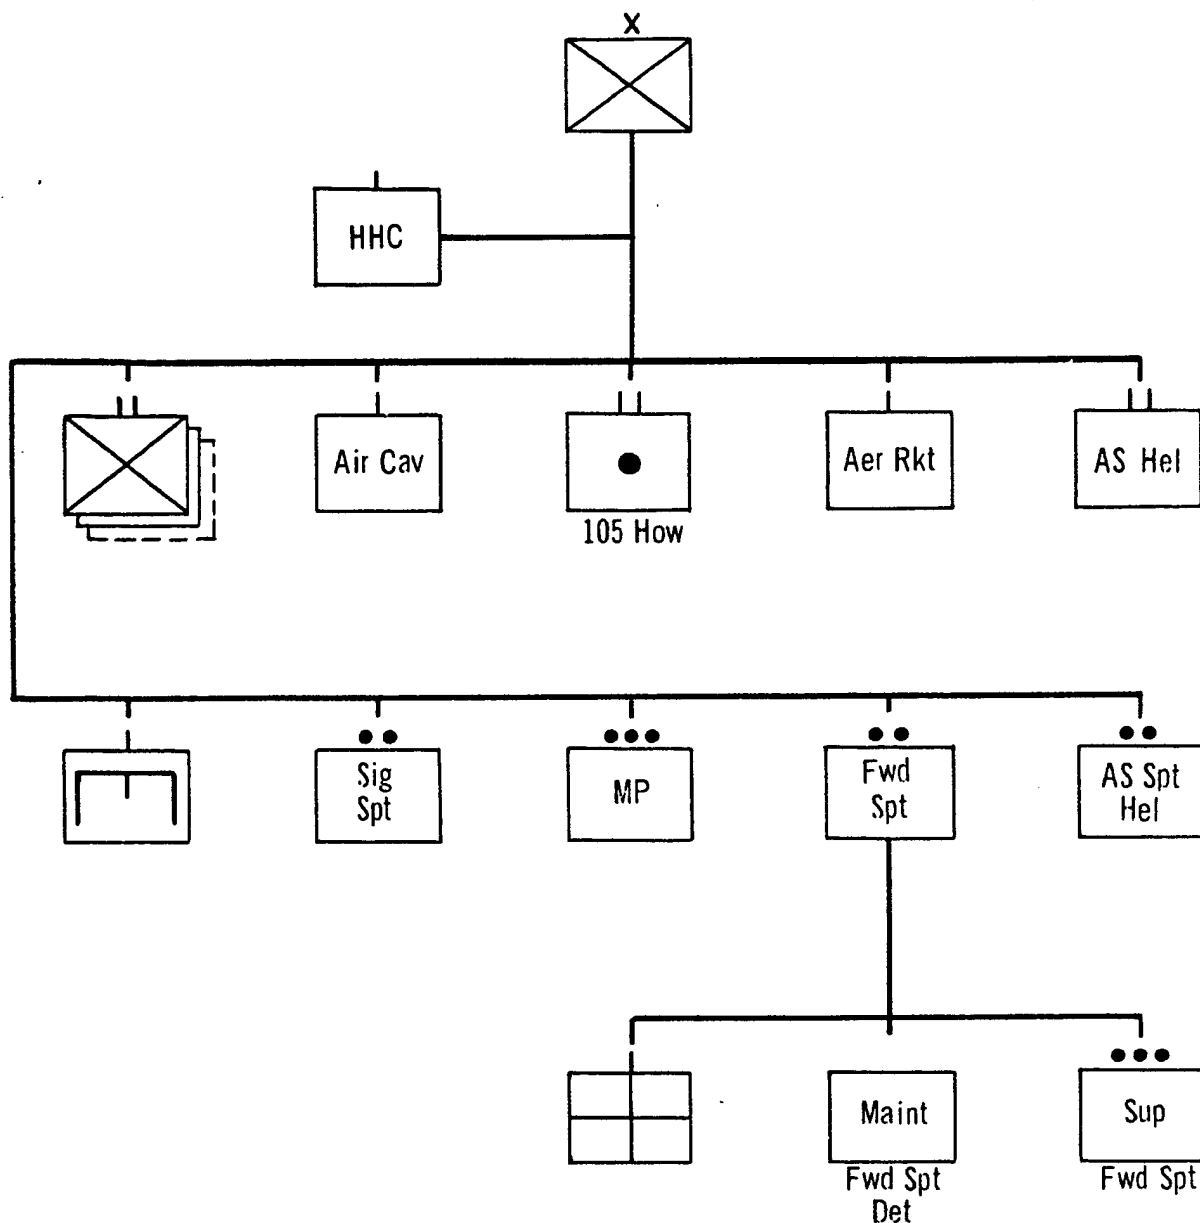 X
HHC
Air Cav
Aer Rkt
AS Hel
105 How
Sig
Spt
MP
Fwd
Spt
AS Spt
Hel
Maint
Sup
Fwd Spt
Det
Fwd Spt